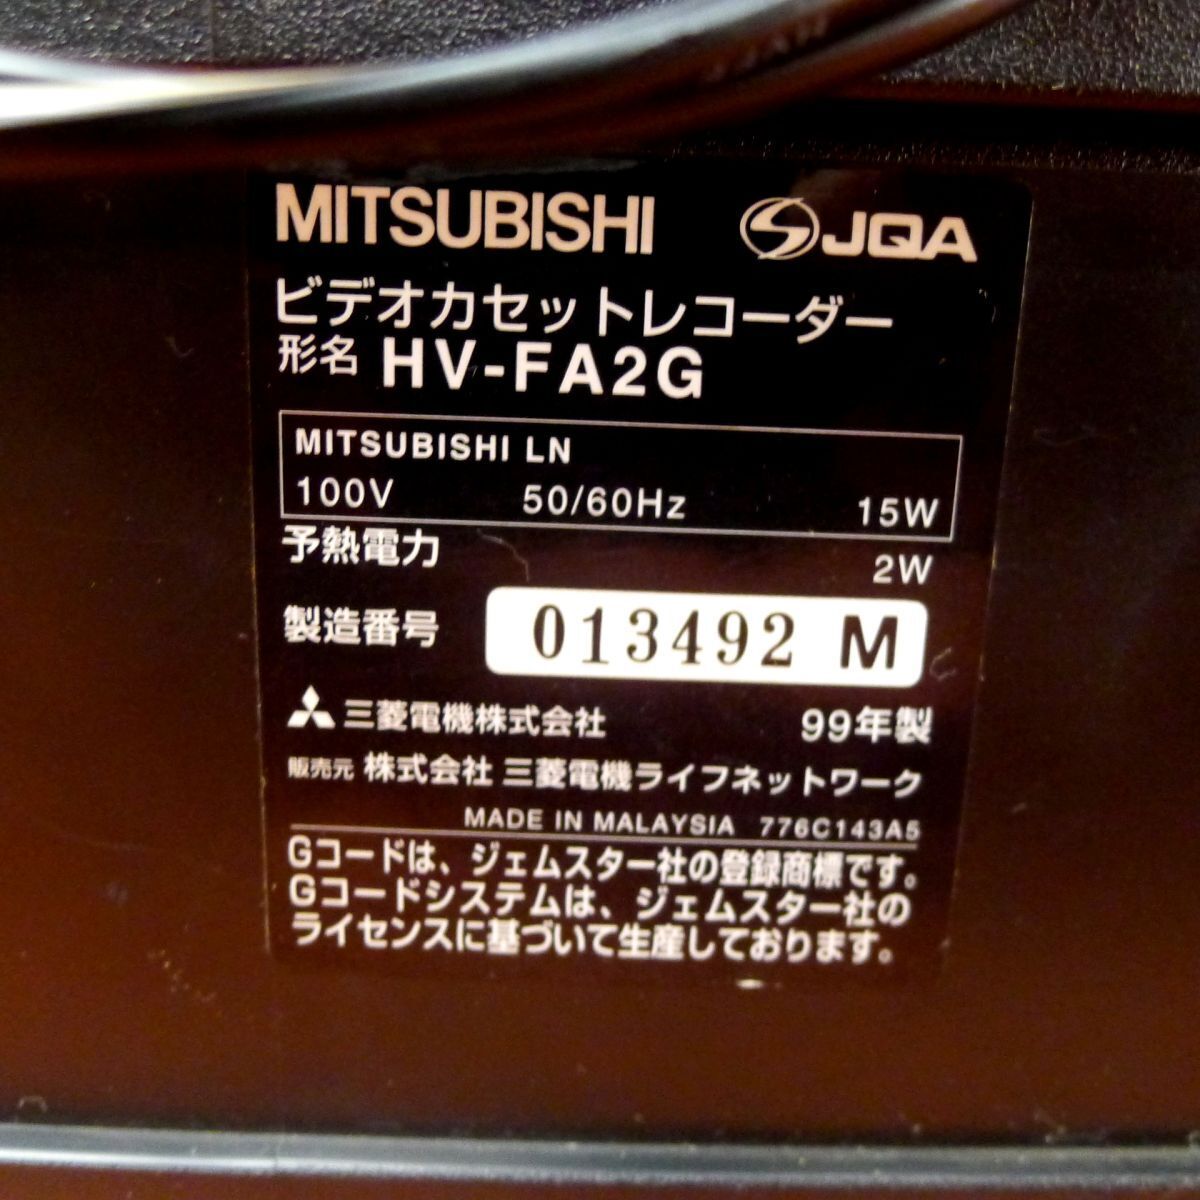 MITSUBISHI JQA
ビデオカセットレコーダー
形名 HV-FA2G
MITSUBISHI LN
100V 50/60Hz 15W
予熱電力 2W
製造番号 013492 M
三菱電機株式会社 99年製
販売元 株式会社 三菱電機ライフネットワーク
MADE IN MALAYSIA 776C143A5
Gコードは、ジェムスター社の登録商標です。
Gコードシステムは、ジェムスター社の
ライセンスに基づいて生産しております。